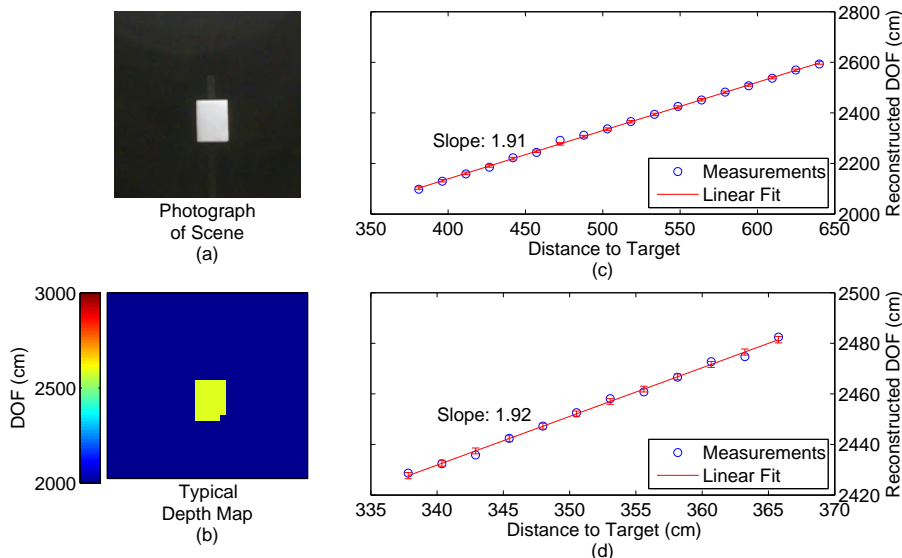 Photograph
of Scene
(a)
3000
2500
2000
DOF (cm)
Typical
Depth Map
(b)
2800
2600
2400
2200
2000
Reconstructed DOF (cm)
Slope: 1.91
Measurements
Linear Fit
350 400 450 500 550 600 650
Distance to Target
(c)
2500
2480
2460
2440
2420
Reconstructed DOF (cm)
Slope: 1.92
Measurements
Linear Fit
335 340 345 350 355 360 365 370
Distance to Target (cm)
(d)